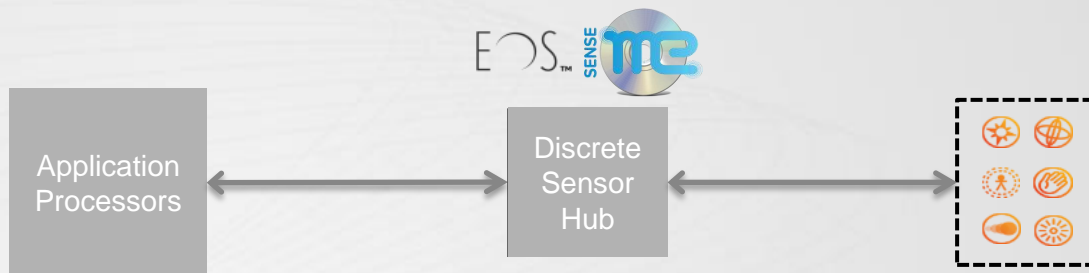 EOS™
SENSE
me
Application
Processors
Discrete
Sensor
Hub